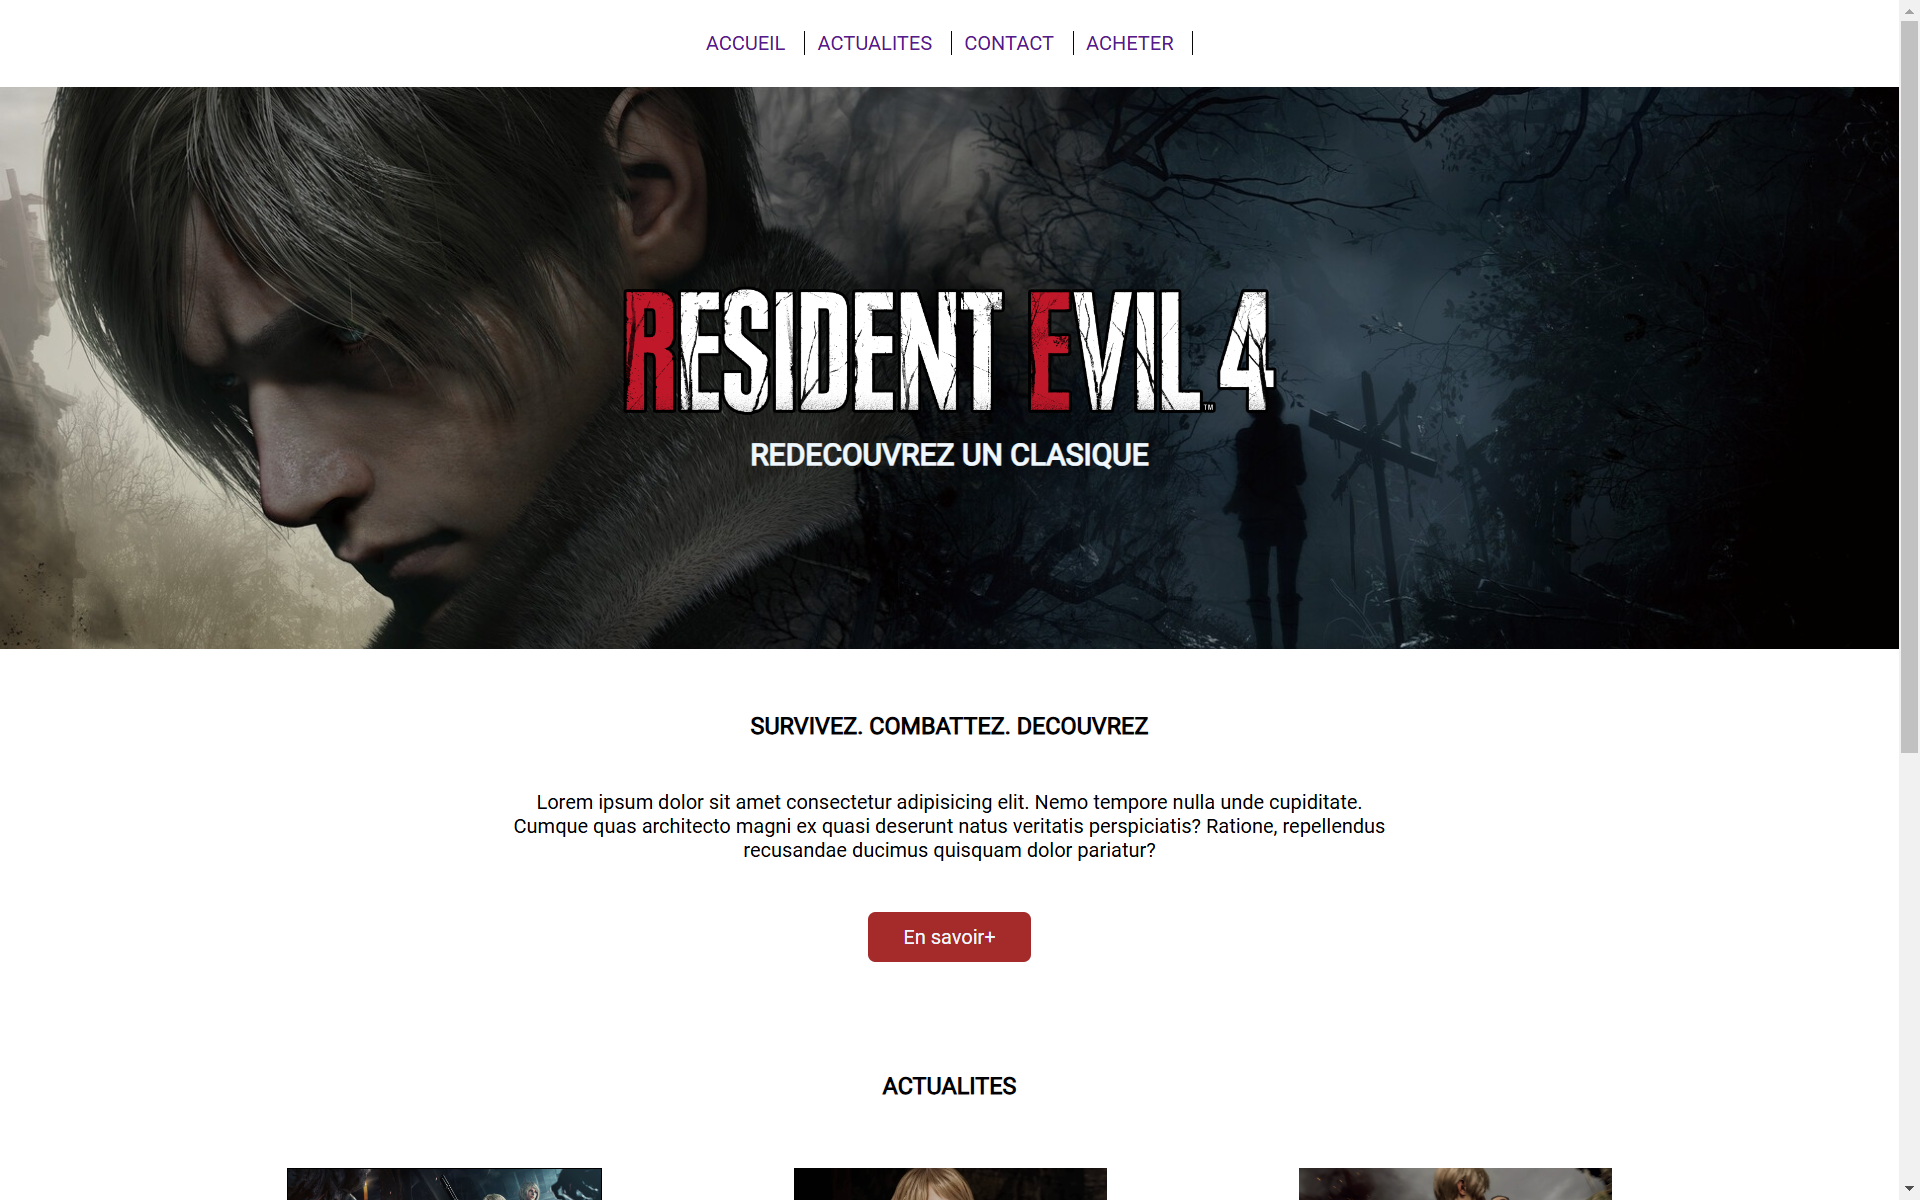 ACCUEIL ACTUALITES CONTACT ACHETER
RESIDENT EVIL 4 ™
REDECOUVREZ UN CLASIQUE
SURVIVEZ. COMBATTEZ. DECOUVREZ
Lorem ipsum dolor sit amet consectetur adipisicing elit. Nemo tempore nulla unde cupiditate.
Cumque quas architecto magni ex quasi deserunt natus veritatis perspiciatis? Ratione, repellendus
recusandae ducimus quisquam dolor pariatur?
En savoir+
ACTUALITES